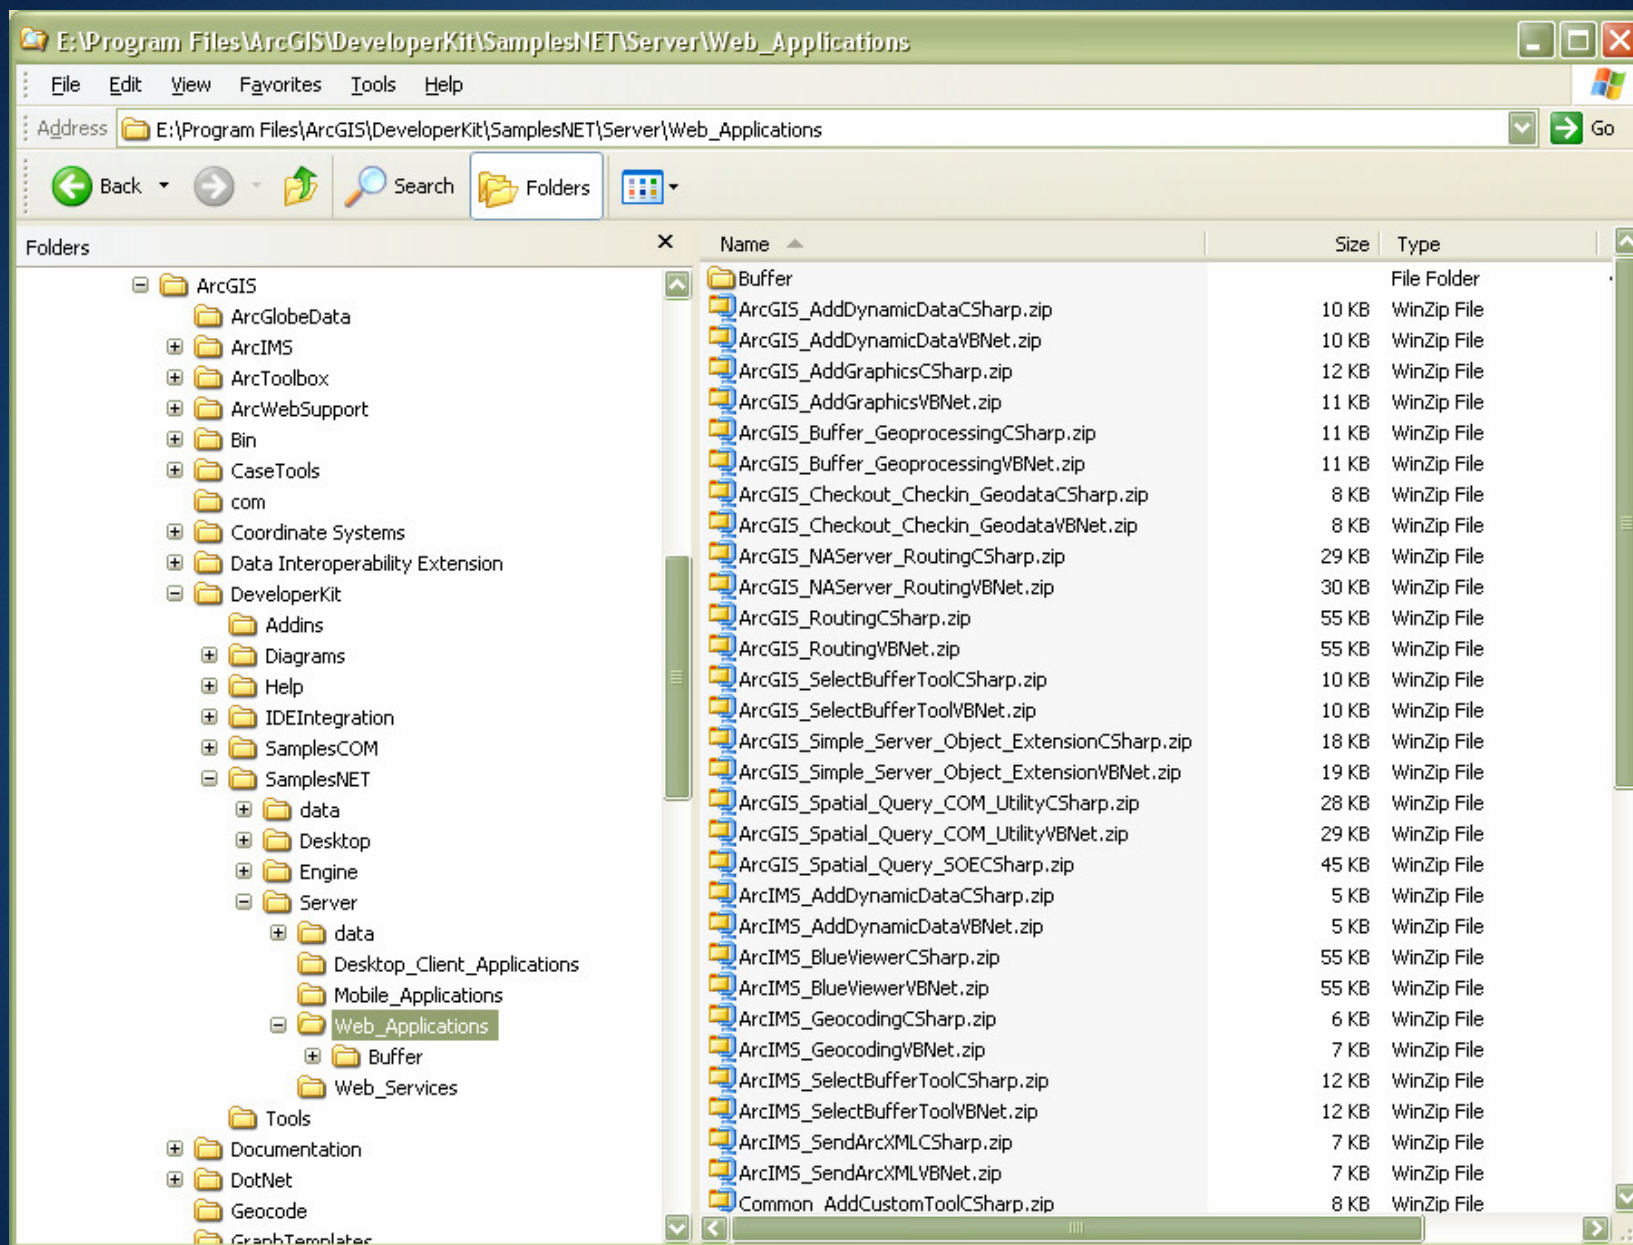 E:\Program Files\ArcGIS\DeveloperKit\SamplesNET\Server\Web_Applications
File Edit View Favorites Tools Help
Address E:\Program Files\ArcGIS\DeveloperKit\SamplesNET\Server\Web_Applications Go
Back Search Folders
Folders
ArcGIS
ArcGlobeData
ArcIMS
ArcToolbox
ArcWebSupport
Bin
CaseTools
com
Coordinate Systems
Data Interoperability Extension
DeveloperKit
Addins
Diagrams
Help
IDEIntegration
SamplesCOM
SamplesNET
data
Desktop
Engine
Server
data
Desktop_Client_Applications
Mobile_Applications
Web_Applications
Buffer
Web_Services
Tools
Documentation
DotNet
Geocode
GraphTemplates
Name Size Type
Buffer File Folder
ArcGIS_AddDynamicDataCSharp.zip 10 KB WinZip File
ArcGIS_AddDynamicDataVBNet.zip 10 KB WinZip File
ArcGIS_AddGraphicsCSharp.zip 12 KB WinZip File
ArcGIS_AddGraphicsVBNet.zip 11 KB WinZip File
ArcGIS_Buffer_GeoprocessingCSharp.zip 11 KB WinZip File
ArcGIS_Buffer_GeoprocessingVBNet.zip 11 KB WinZip File
ArcGIS_Checkout_Checkin_GeodataCSharp.zip 8 KB WinZip File
ArcGIS_Checkout_Checkin_GeodataVBNet.zip 8 KB WinZip File
ArcGIS_NAServer_RoutingCSharp.zip 29 KB WinZip File
ArcGIS_NAServer_RoutingVBNet.zip 30 KB WinZip File
ArcGIS_RoutingCSharp.zip 55 KB WinZip File
ArcGIS_RoutingVBNet.zip 55 KB WinZip File
ArcGIS_SelectBufferToolCSharp.zip 10 KB WinZip File
ArcGIS_SelectBufferToolVBNet.zip 10 KB WinZip File
ArcGIS_Simple_Server_Object_ExtensionCSharp.zip 18 KB WinZip File
ArcGIS_Simple_Server_Object_ExtensionVBNet.zip 19 KB WinZip File
ArcGIS_Spatial_Query_COM_UtilityCSharp.zip 28 KB WinZip File
ArcGIS_Spatial_Query_COM_UtilityVBNet.zip 29 KB WinZip File
ArcGIS_Spatial_Query_SOECSharp.zip 45 KB WinZip File
ArcIMS_AddDynamicDataCSharp.zip 5 KB WinZip File
ArcIMS_AddDynamicDataVBNet.zip 5 KB WinZip File
ArcIMS_BlueViewerCSharp.zip 55 KB WinZip File
ArcIMS_BlueViewerVBNet.zip 55 KB WinZip File
ArcIMS_GeocodingCSharp.zip 6 KB WinZip File
ArcIMS_GeocodingVBNet.zip 7 KB WinZip File
ArcIMS_SelectBufferToolCSharp.zip 12 KB WinZip File
ArcIMS_SelectBufferToolVBNet.zip 12 KB WinZip File
ArcIMS_SendArcXMLCSharp.zip 7 KB WinZip File
ArcIMS_SendArcXMLVBNet.zip 7 KB WinZip File
Common_AddCustomToolCSharp.zip 8 KB WinZip File